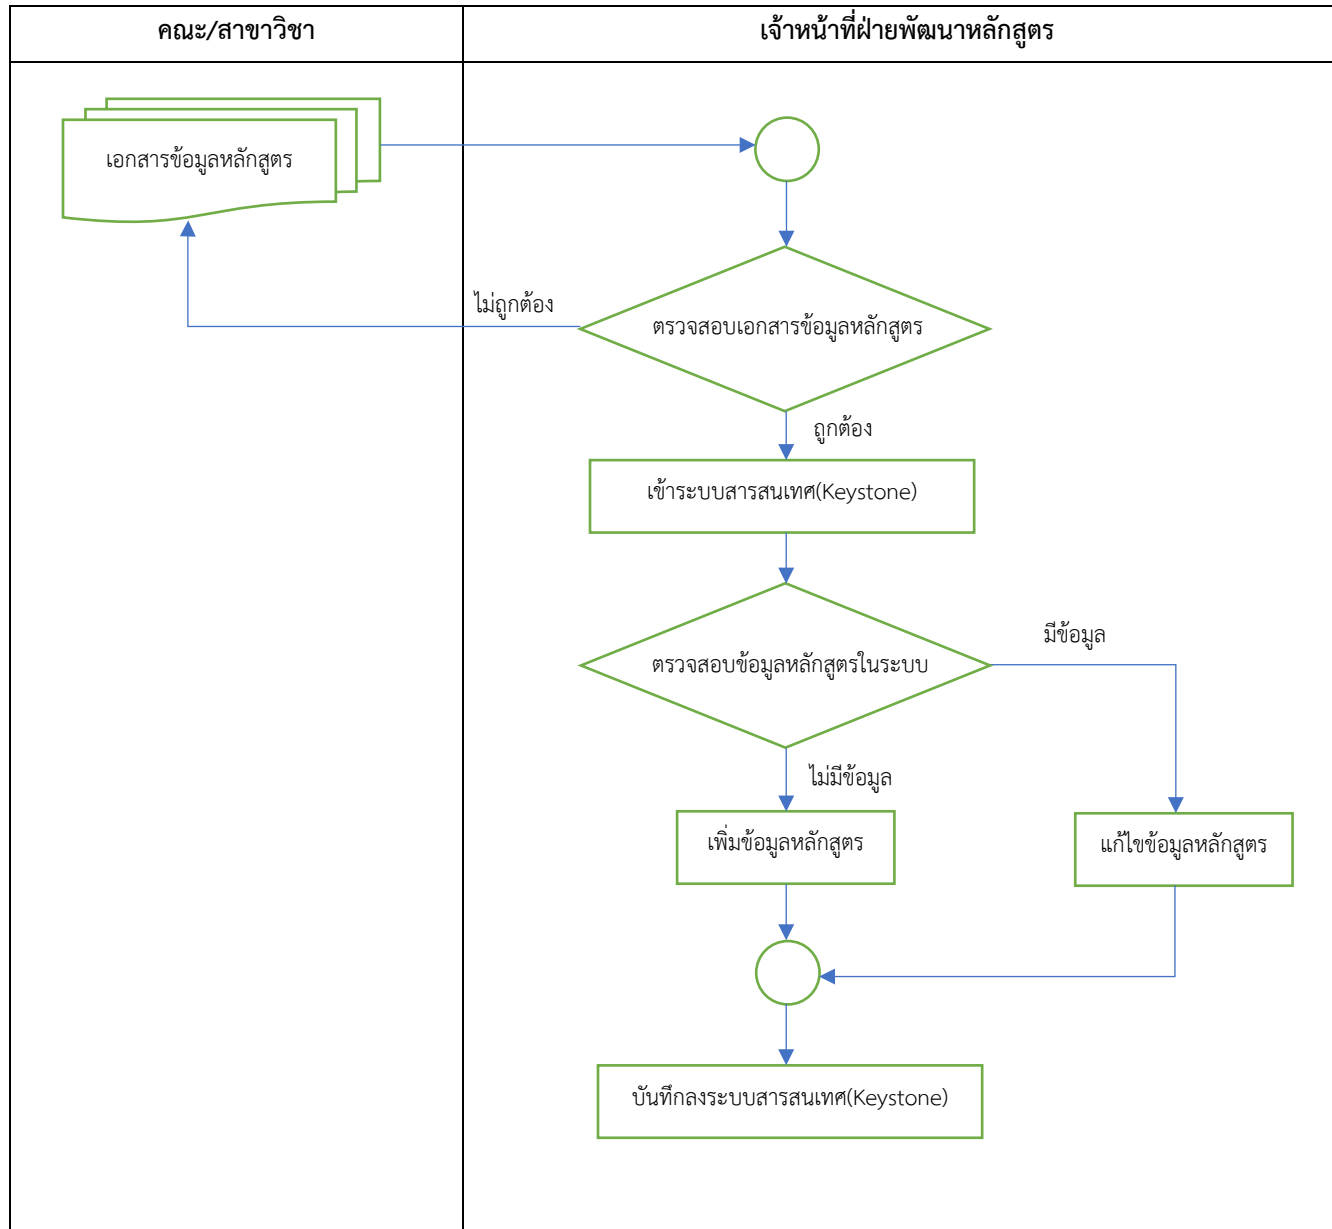 คณะ/สาขาวิชา
เจ้าหน้าที่ฝ่ายพัฒนาหลักสูตร
เอกสารข้อมูลหลักสูตร
ไม่ถูกต้อง
ตรวจสอบเอกสารข้อมูลหลักสูตร
ถูกต้อง
เข้าระบบสารสนเทศ(Keystone)
มีข้อมูล
ตรวจสอบข้อมูลหลักสูตรในระบบ
ไม่มีข้อมูล
เพิ่มข้อมูลหลักสูตร
แก้ไขข้อมูลหลักสูตร
บันทึกลงระบบสารสนเทศ(Keystone)